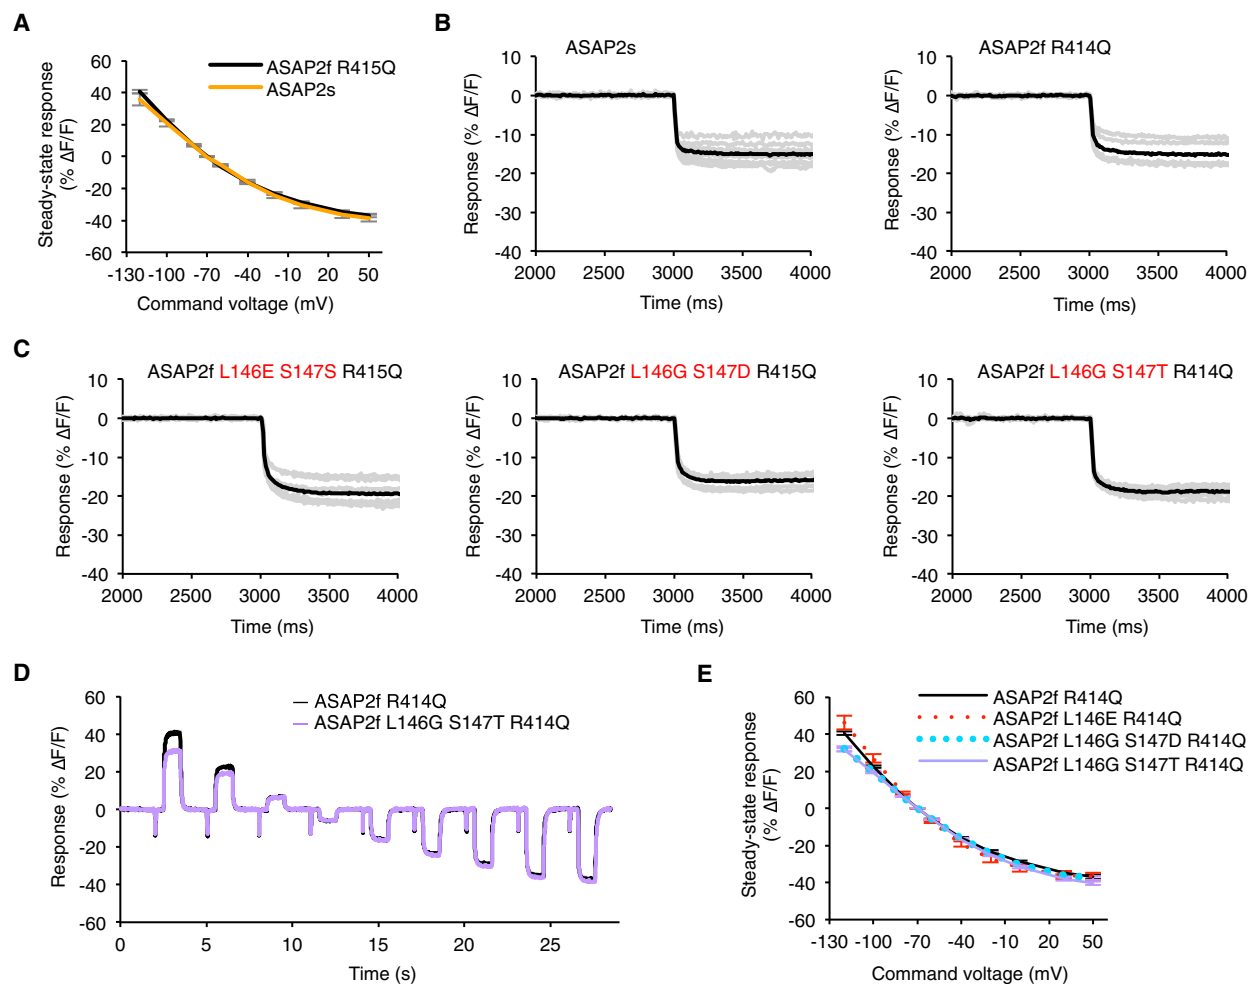 A
Steady-state response
(% ΔF/F)
60
40
20
0
-20
-40
-60
-130 -100 -70 -40 -10 20 50
Command voltage (mV)
ASAP2f R415Q
ASAP2s
B
ASAP2s
Response (% ΔF/F)
10
0
-10
-20
-30
-40
2000 2500 3000 3500 4000
Time (ms)
ASAP2f R414Q
Response (% ΔF/F)
10
0
-10
-20
-30
-40
2000 2500 3000 3500 4000
Time (ms)
C
ASAP2f L146E S147S R415Q
Response (% ΔF/F)
10
0
-10
-20
-30
-40
2000 2500 3000 3500 4000
Time (ms)
ASAP2f L146G S147D R415Q
Response (% ΔF/F)
10
0
-10
-20
-30
-40
2000 2500 3000 3500 4000
Time (ms)
ASAP2f L146G S147T R414Q
Response (% ΔF/F)
10
0
-10
-20
-30
-40
2000 2500 3000 3500 4000
Time (ms)
D
Response (% ΔF/F)
60
40
20
0
-20
-40
-60
0 5 10 15 20 25
Time (s)
ASAP2f R414Q
ASAP2f L146G S147T R414Q
E
Steady-state response
(% ΔF/F)
60
40
20
0
-20
-40
-60
-130 -100 -70 -40 -10 20 50
Command voltage (mV)
ASAP2f R414Q
ASAP2f L146E R414Q
ASAP2f L146G S147D R414Q
ASAP2f L146G S147T R414Q